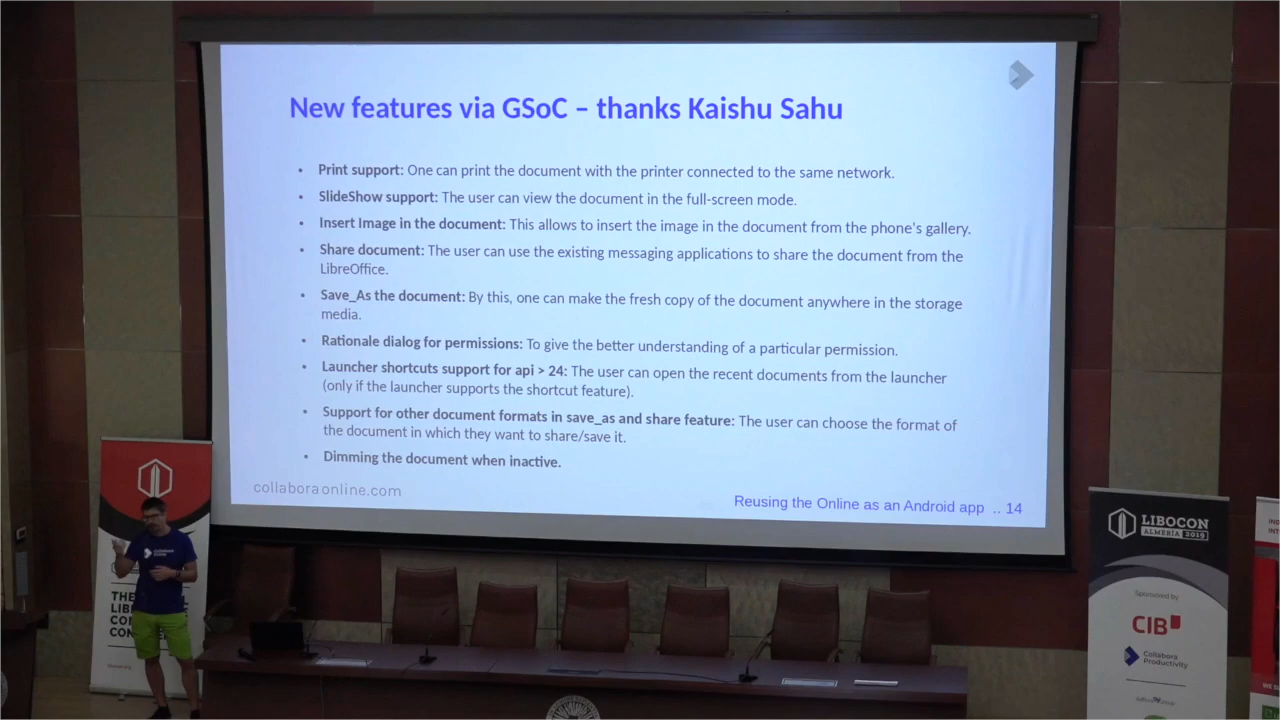 New features via GSoC – thanks Kaishu Sahu
• Print support: One can print the document with the printer connected to the same network.
• SlideShow support: The user can view the document in the full-screen mode.
• Insert Image in the document: This allows to insert the image in the document from the phone's gallery.
• Share document: The user can use the existing messaging applications to share the document from the
LibreOffice.
• Save_As the document: By this, one can make the fresh copy of the document anywhere in the storage
media.
• Rationale dialog for permissions: To give the better understanding of a particular permission.
• Launcher shortcuts support for api > 24: The user can open the recent documents from the launcher
(only if the launcher supports the shortcut feature).
• Support for other document formats in save_as and share feature: The user can choose the format of
the document in which they want to share/save it.
• Dimming the document when inactive.
collaboraonline.com
Reusing the Online as an Android app .. 14
LIBOCON
ALMERIA 2019
Sponsored by
CIB
Collabora
Productivity